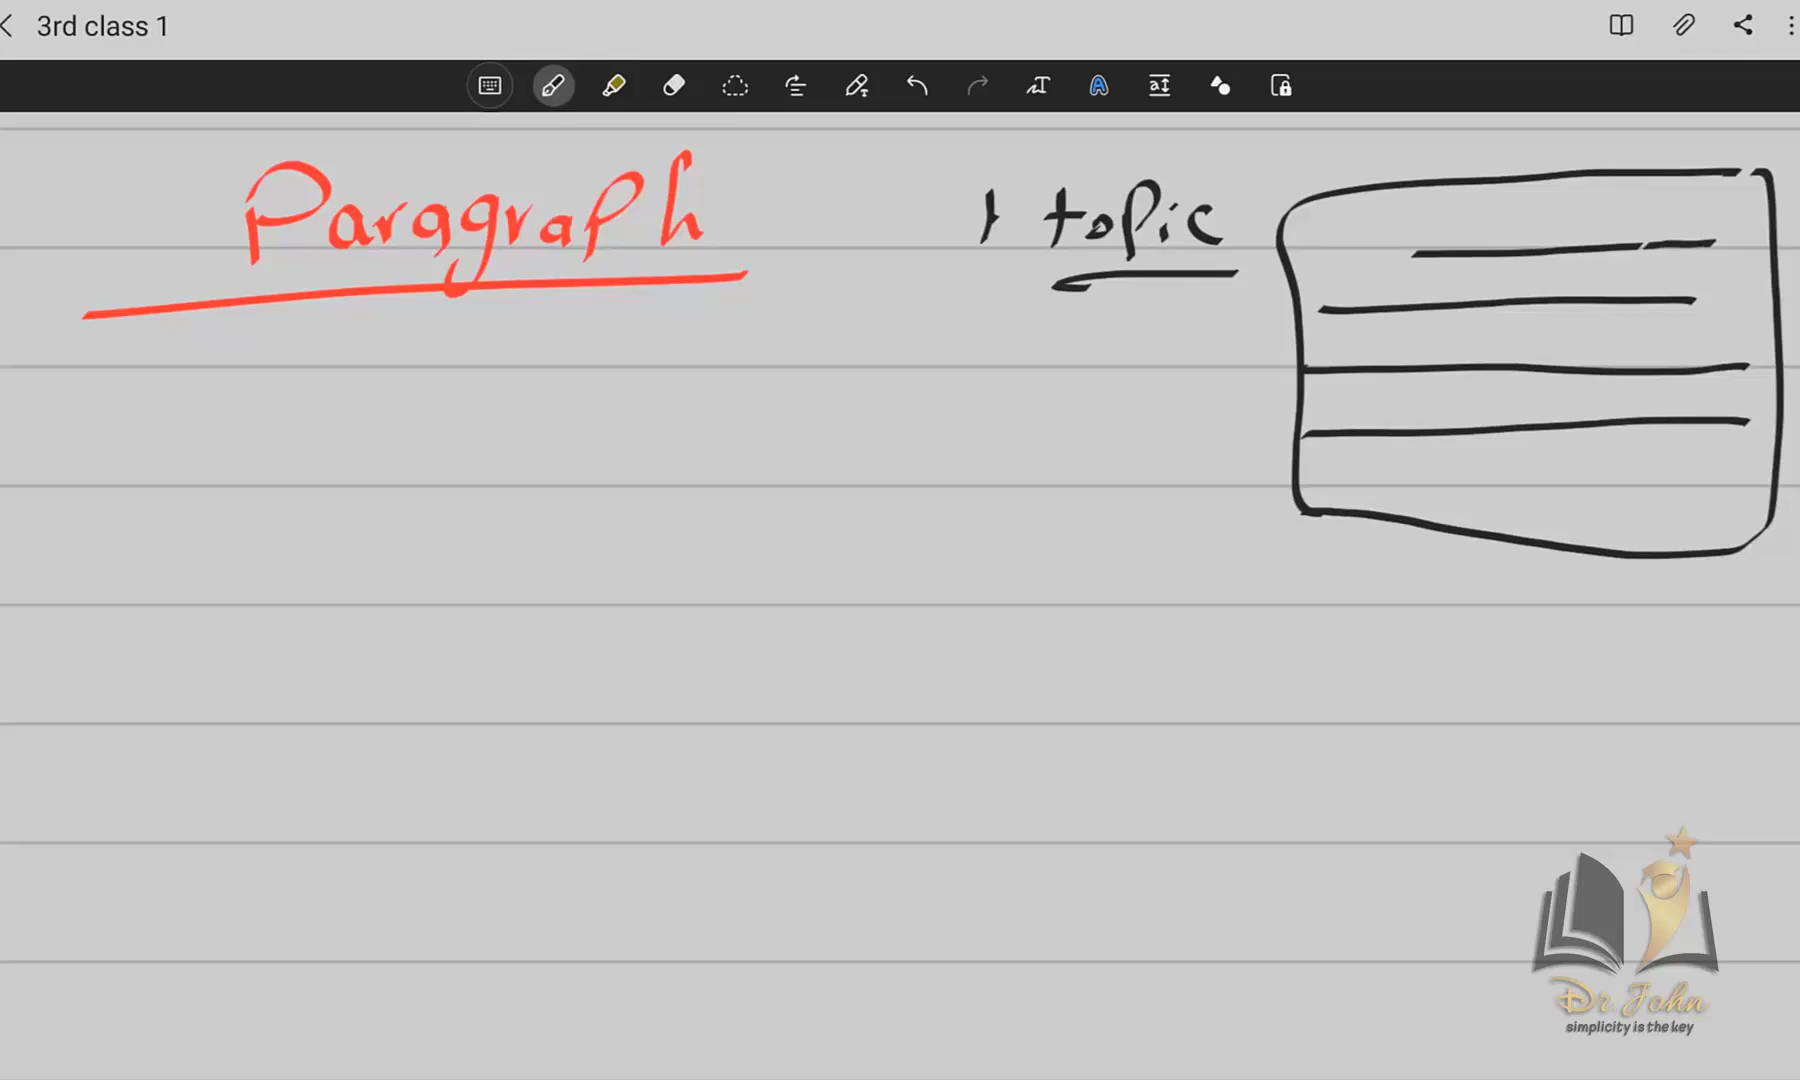 3rd class 1
Paragraph
1 topic
Dr. John
simplicity is the key